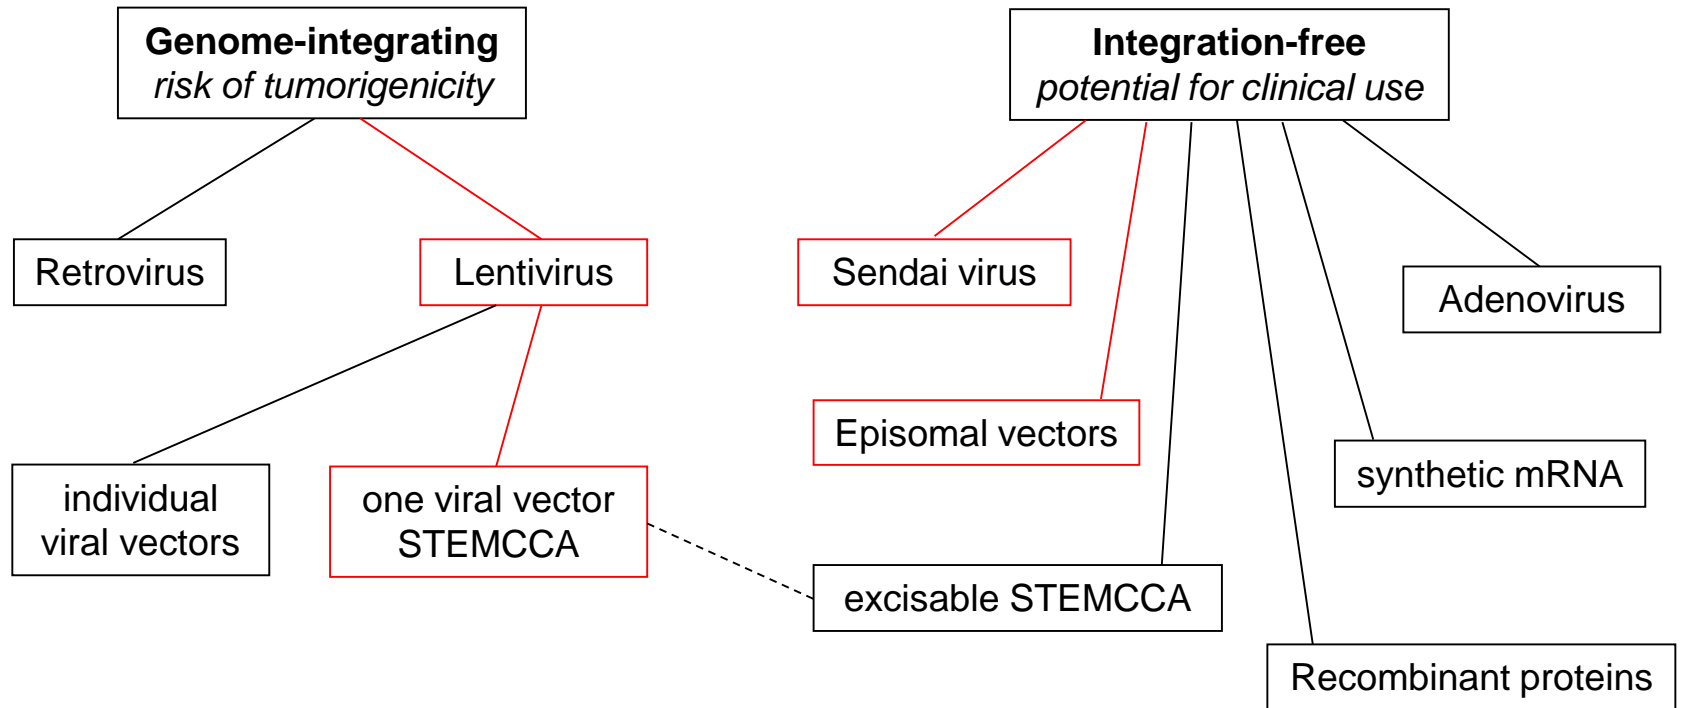 Genome-integrating
risk of tumorigenicity
Integration-free
potential for clinical use
Retrovirus
Lentivirus
Sendai virus
Adenovirus
Episomal vectors
synthetic mRNA
individual
viral vectors
one viral vector
STEMCCA
excisable STEMCCA
Recombinant proteins